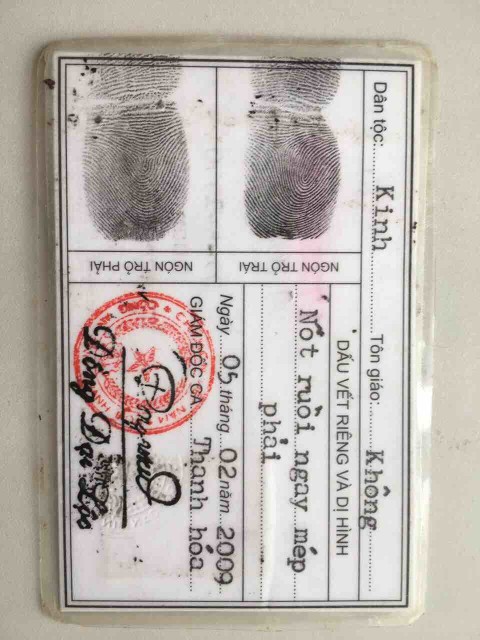 Dân tộc: Kinh Tôn giáo: Không
DẤU VẾT RIÊNG VÀ DỊ HÌNH
NGÓN TRỎ TRÁI
Nốt ruồi ngay mép
phải
NGÓN TRỎ PHẢI
Ngày 05 tháng 02 năm 2009
GIÁM ĐỐC CA Thanh hóa